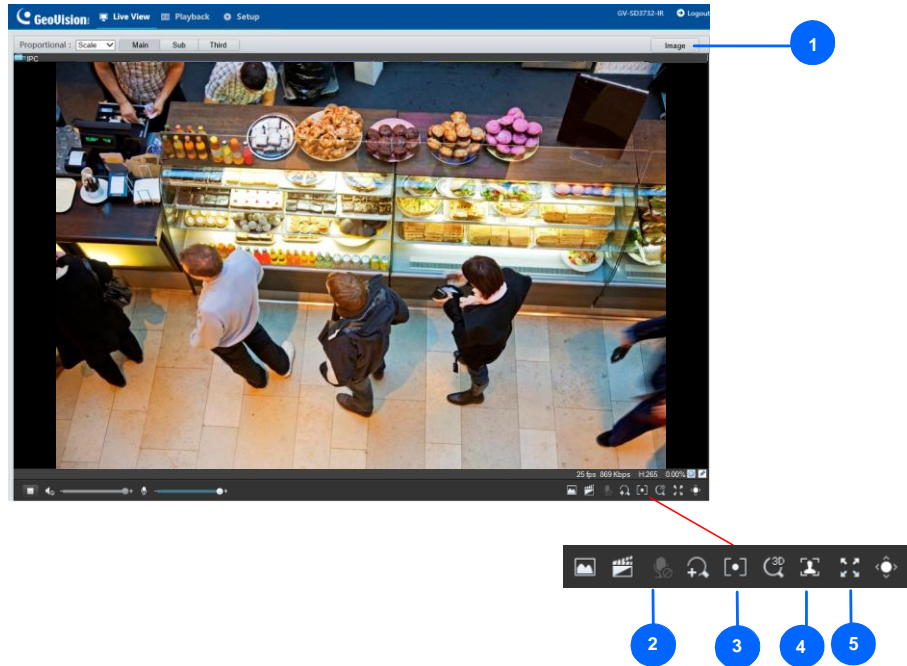 GeoVision Live View Playback Setup GV-SD3732-IR Logout
Proportional : Scale Main Sub Third Image
IPC
1
25 fps 869 Kbps H.265 0.00%
3D
2 3 4 5